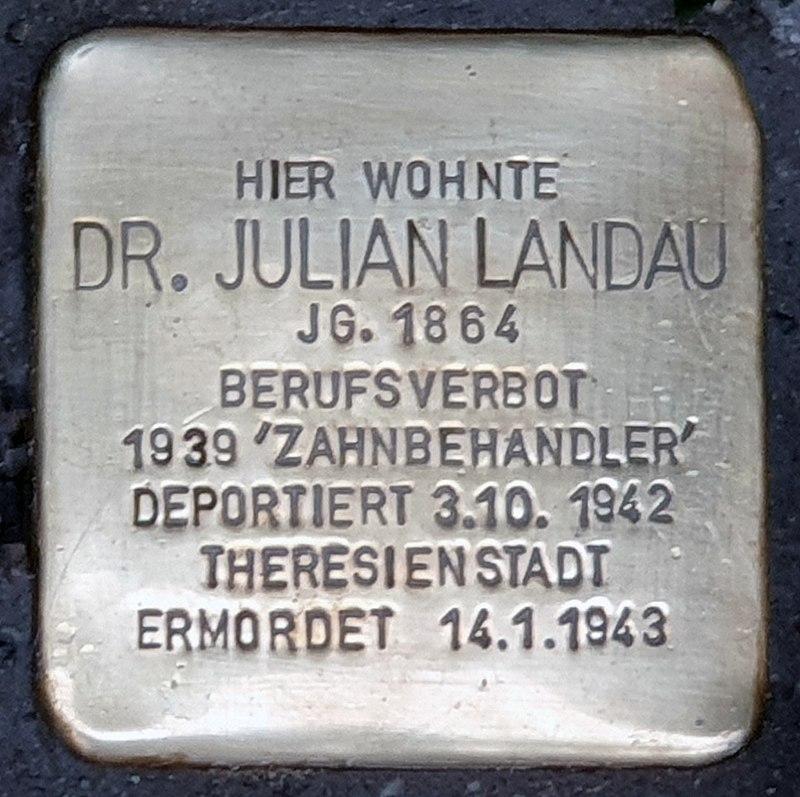 HIER WOHNTE
DR. JULIAN LANDAU
JG. 1864
BERUFSVERBOT
1939 'ZAHNBEHANDLER'
DEPORTIERT 3.10. 1942
THERESIENSTADT
ERMORDET 14.1.1943